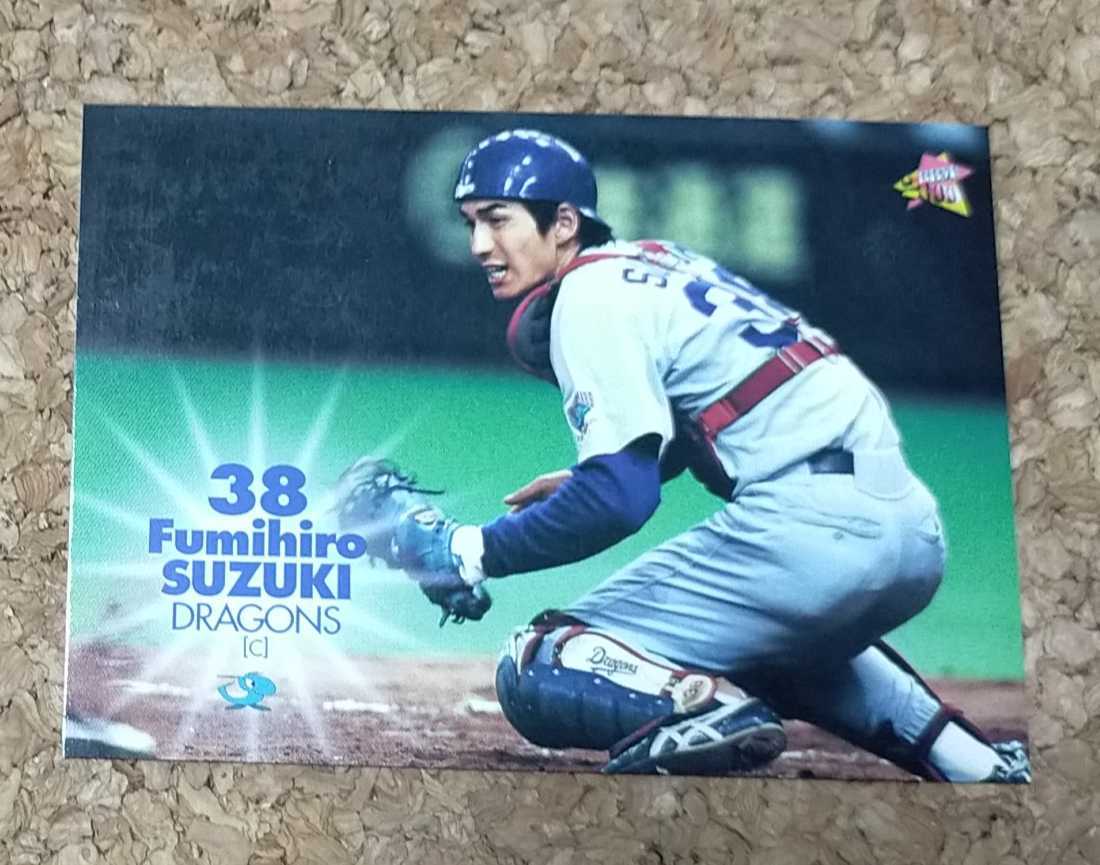 38
Fumihiro
SUZUKI
DRAGONS
[C]
Dragons